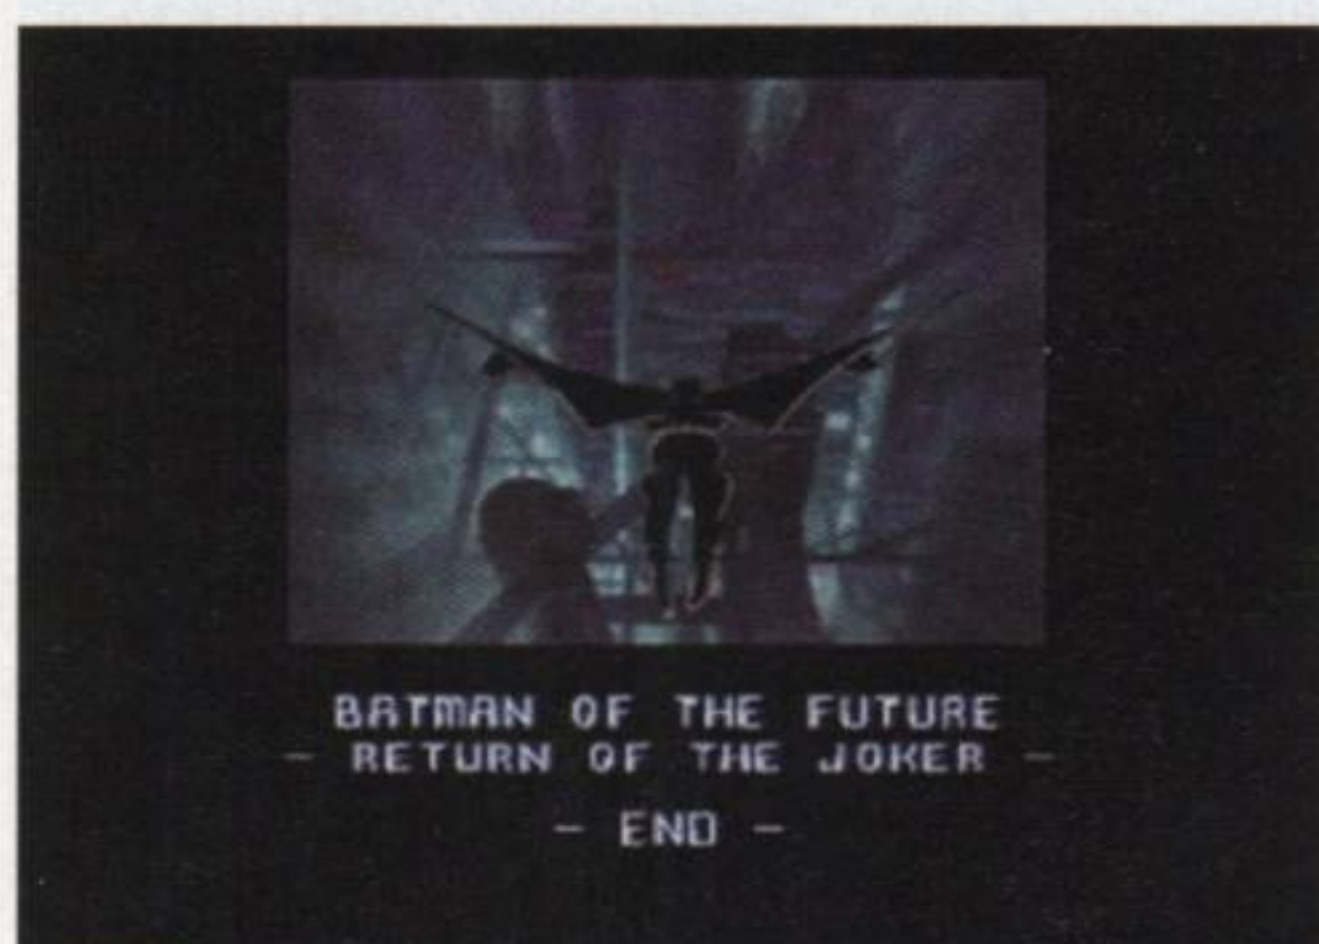 BATMAN OF THE FUTURE
- RETURN OF THE JOKER -
- END -